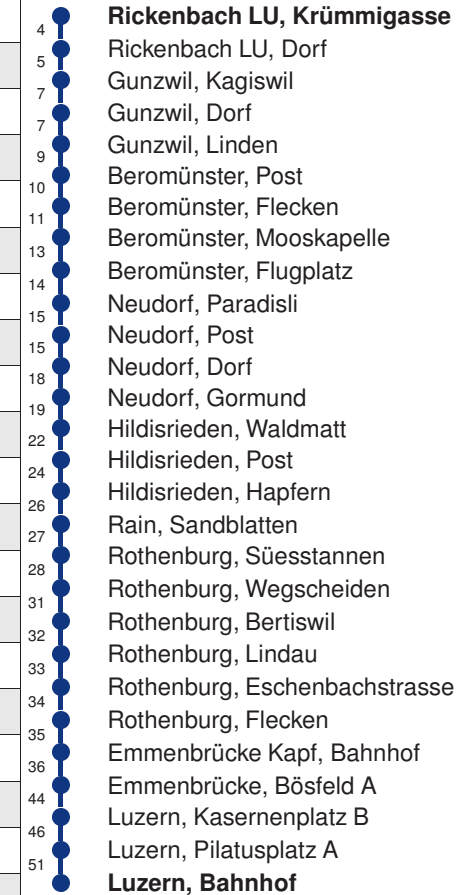 Rickenbach LU, Krümmigasse
4
Rickenbach LU, Dorf
5
Gunzwil, Kagiswil
7
Gunzwil, Dorf
7
Gunzwil, Linden
9
Beromünster, Post
10
Beromünster, Flecken
11
Beromünster, Mooskapelle
13
Beromünster, Flugplatz
14
Neudorf, Paradisli
15
Neudorf, Post
15
Neudorf, Dorf
18
Neudorf, Gormund
19
Hildisrieden, Waldmatt
22
Hildisrieden, Post
24
Hildisrieden, Hapfern
26
Rain, Sandblatten
27
Rothenburg, Süesstannen
28
Rothenburg, Wegscheiden
31
Rothenburg, Bertiswil
32
Rothenburg, Lindau
33
Rothenburg, Eschenbachstrasse
34
Rothenburg, Flecken
35
Emmenbrücke Kapf, Bahnhof
36
Emmenbrücke, Bösfeld A
44
Luzern, Kasernenplatz B
46
Luzern, Pilatusplatz A
51
Luzern, Bahnhof